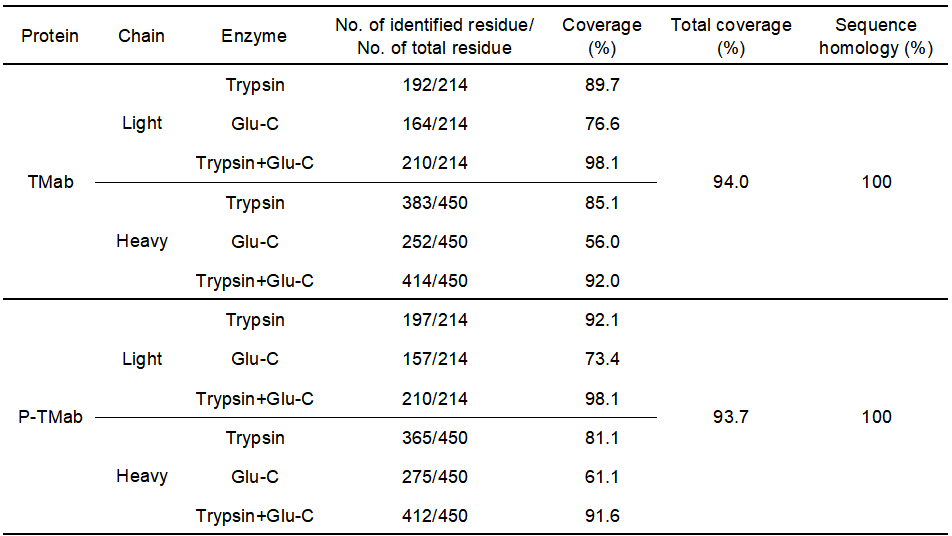 Protein Chain Enzyme No. of identified residue/ No. of total residue Coverage (%) Total coverage (%) Sequence homology (%)
Trypsin 192/214 89.7
Light Glu-C 164/214 76.6
Trypsin+Glu-C 210/214 98.1
TMab 94.0 100
Trypsin 383/450 85.1
Heavy Glu-C 252/450 56.0
Trypsin+Glu-C 414/450 92.0
Trypsin 197/214 92.1
Light Glu-C 157/214 73.4
Trypsin+Glu-C 210/214 98.1
P-TMab 93.7 100
Trypsin 365/450 81.1
Heavy Glu-C 275/450 61.1
Trypsin+Glu-C 412/450 91.6